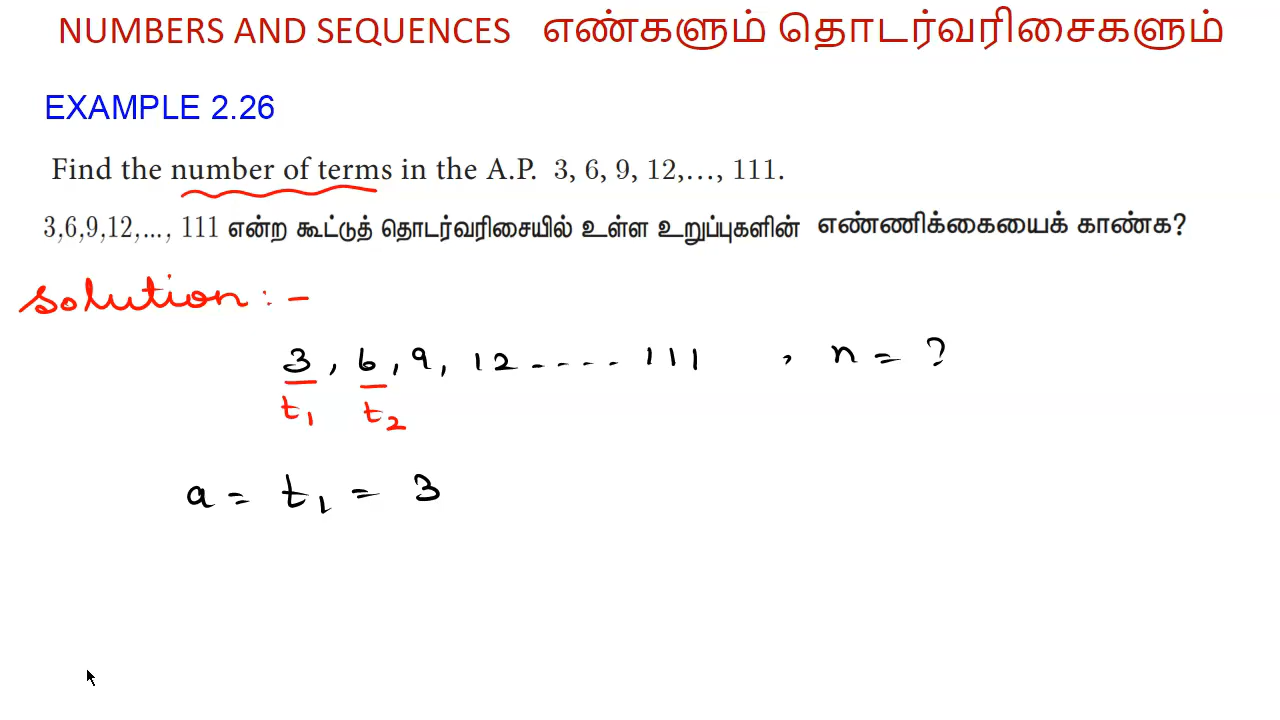 NUMBERS AND SEQUENCES எண்களும் தொடர்வரிசைகளும்
EXAMPLE 2.26
Find the number of terms in the A.P. 3, 6, 9, 12,…, 111.
3,6,9,12,…, 111 என்ற கூட்டுத் தொடர்வரிசையில் உள்ள உறுப்புகளின் எண்ணிக்கையைக் காண்க?
Solution :-
3 , 6 , 9 , 12 ..... 111 , n = ?
t1 t2
a = t1 = 3